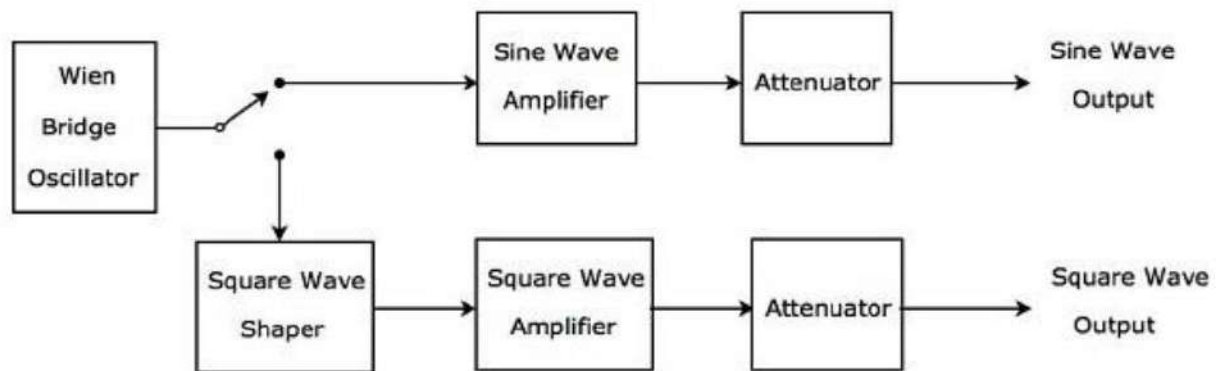 Wien
Bridge
Oscillator
Sine Wave
Amplifier
Attenuator
Sine Wave
Output
Square Wave
Shaper
Square Wave
Amplifier
Attenuator
Square Wave
Output